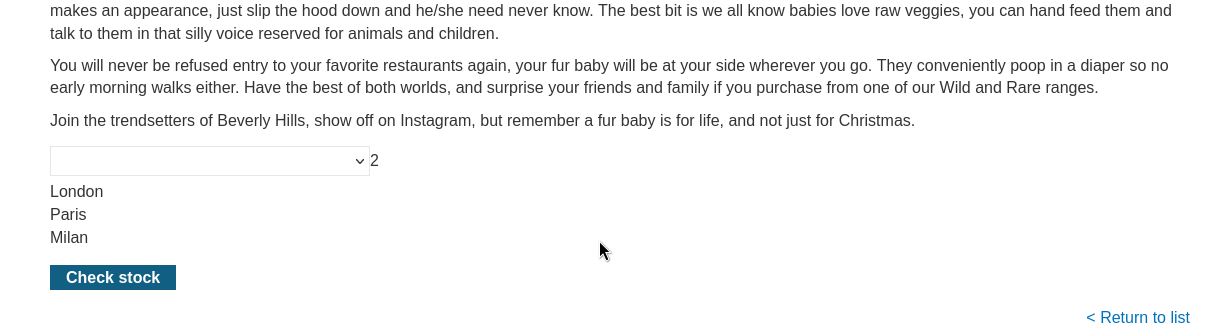 makes an appearance, just slip the hood down and he/she need never know. The best bit is we all know babies love raw veggies, you can hand feed them and
talk to them in that silly voice reserved for animals and children.
You will never be refused entry to your favorite restaurants again, your fur baby will be at your side wherever you go. They conveniently poop in a diaper so no
early morning walks either. Have the best of both worlds, and surprise your friends and family if you purchase from one of our Wild and Rare ranges.
Join the trendsetters of Beverly Hills, show off on Instagram, but remember a fur baby is for life, and not just for Christmas.
2
London
Paris
Milan
Check stock
< Return to list